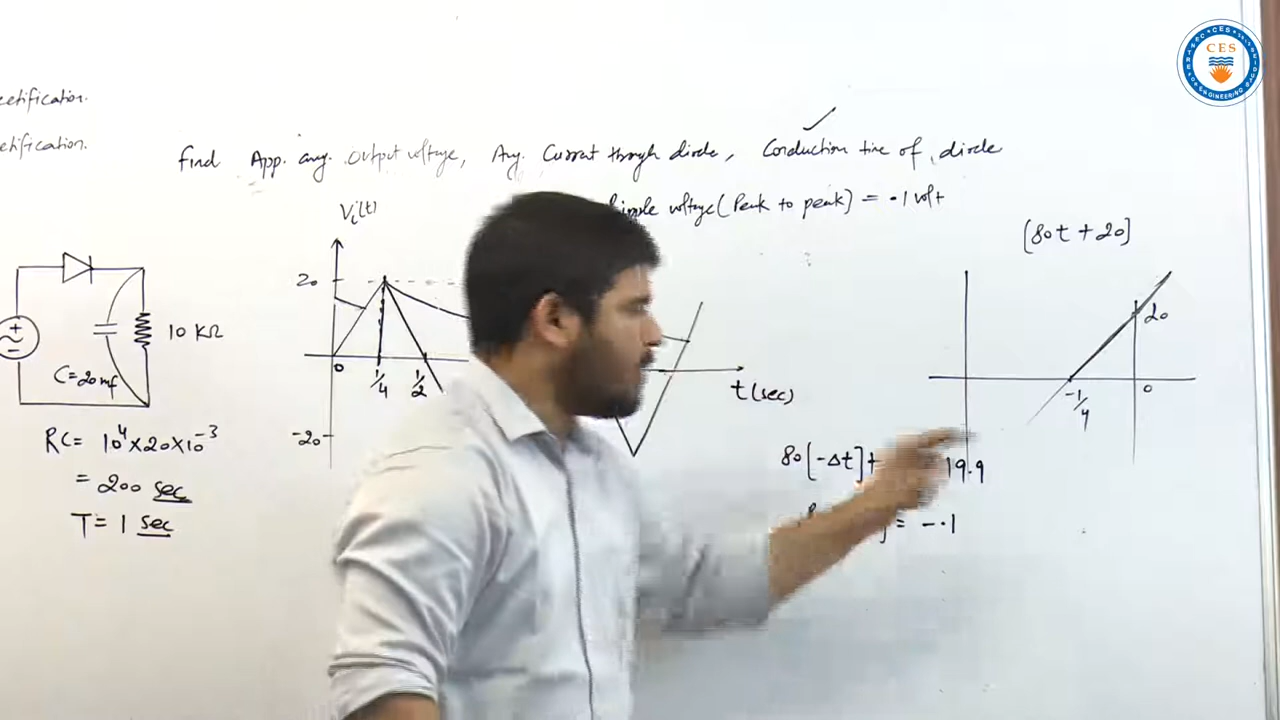 ectification.
etification.
find App. avg. output voltage, Avg. Current through diode, Conduction time of diode
Ripple voltage (Peak to peak) = .1 volt
Vi(t)
20
0
1/4
1/2
-20
t (sec)
+
~
C=20mf
10 KΩ
RC= 10⁴×20×10⁻³
= 200 sec
T= 1 sec
[80t + 20]
20
-1/4
0
80[-Δt]+
19.9
= -.1
CES